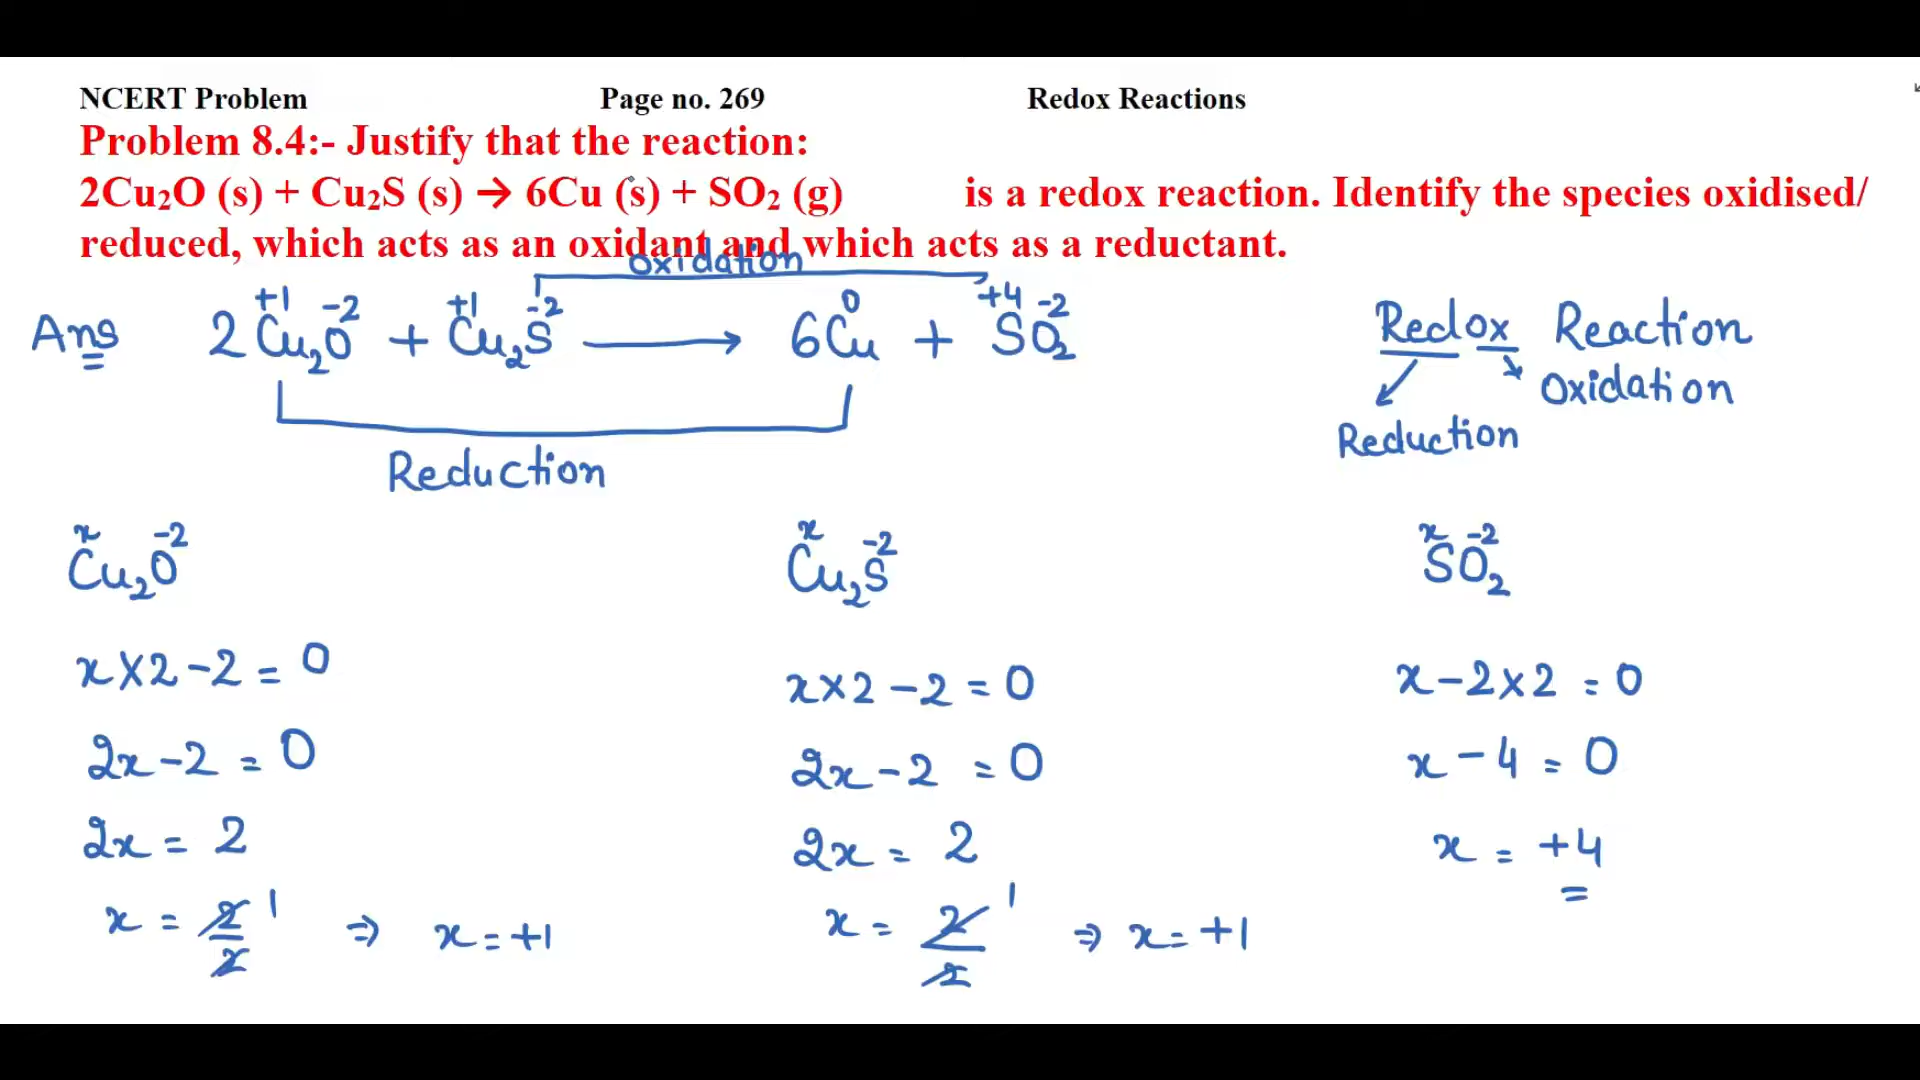 NCERT Problem Page no. 269 Redox Reactions
Problem 8.4:- Justify that the reaction:
2Cu₂O (s) + Cu₂S (s) → 6Cu (s) + SO₂ (g) is a redox reaction. Identify the species oxidised/
reduced, which acts as an oxidant and which acts as a reductant.
oxidation
+1 -2 +1 -2 0 +4 -2
Ans 2Cu₂O + Cu₂S → 6Cu + SO₂ Redox Reaction
Oxidation
Reduction
Reduction
x -2 x -2 x -2
Cu₂O Cu₂S SO₂
x×2-2=0 x×2-2=0 x-2×2=0
2x-2=0 2x-2=0 x-4=0
2x=2 2x=2 x=+4
x=2/2 1 ⇒ x=+1 x=2/2 1 ⇒ x=+1